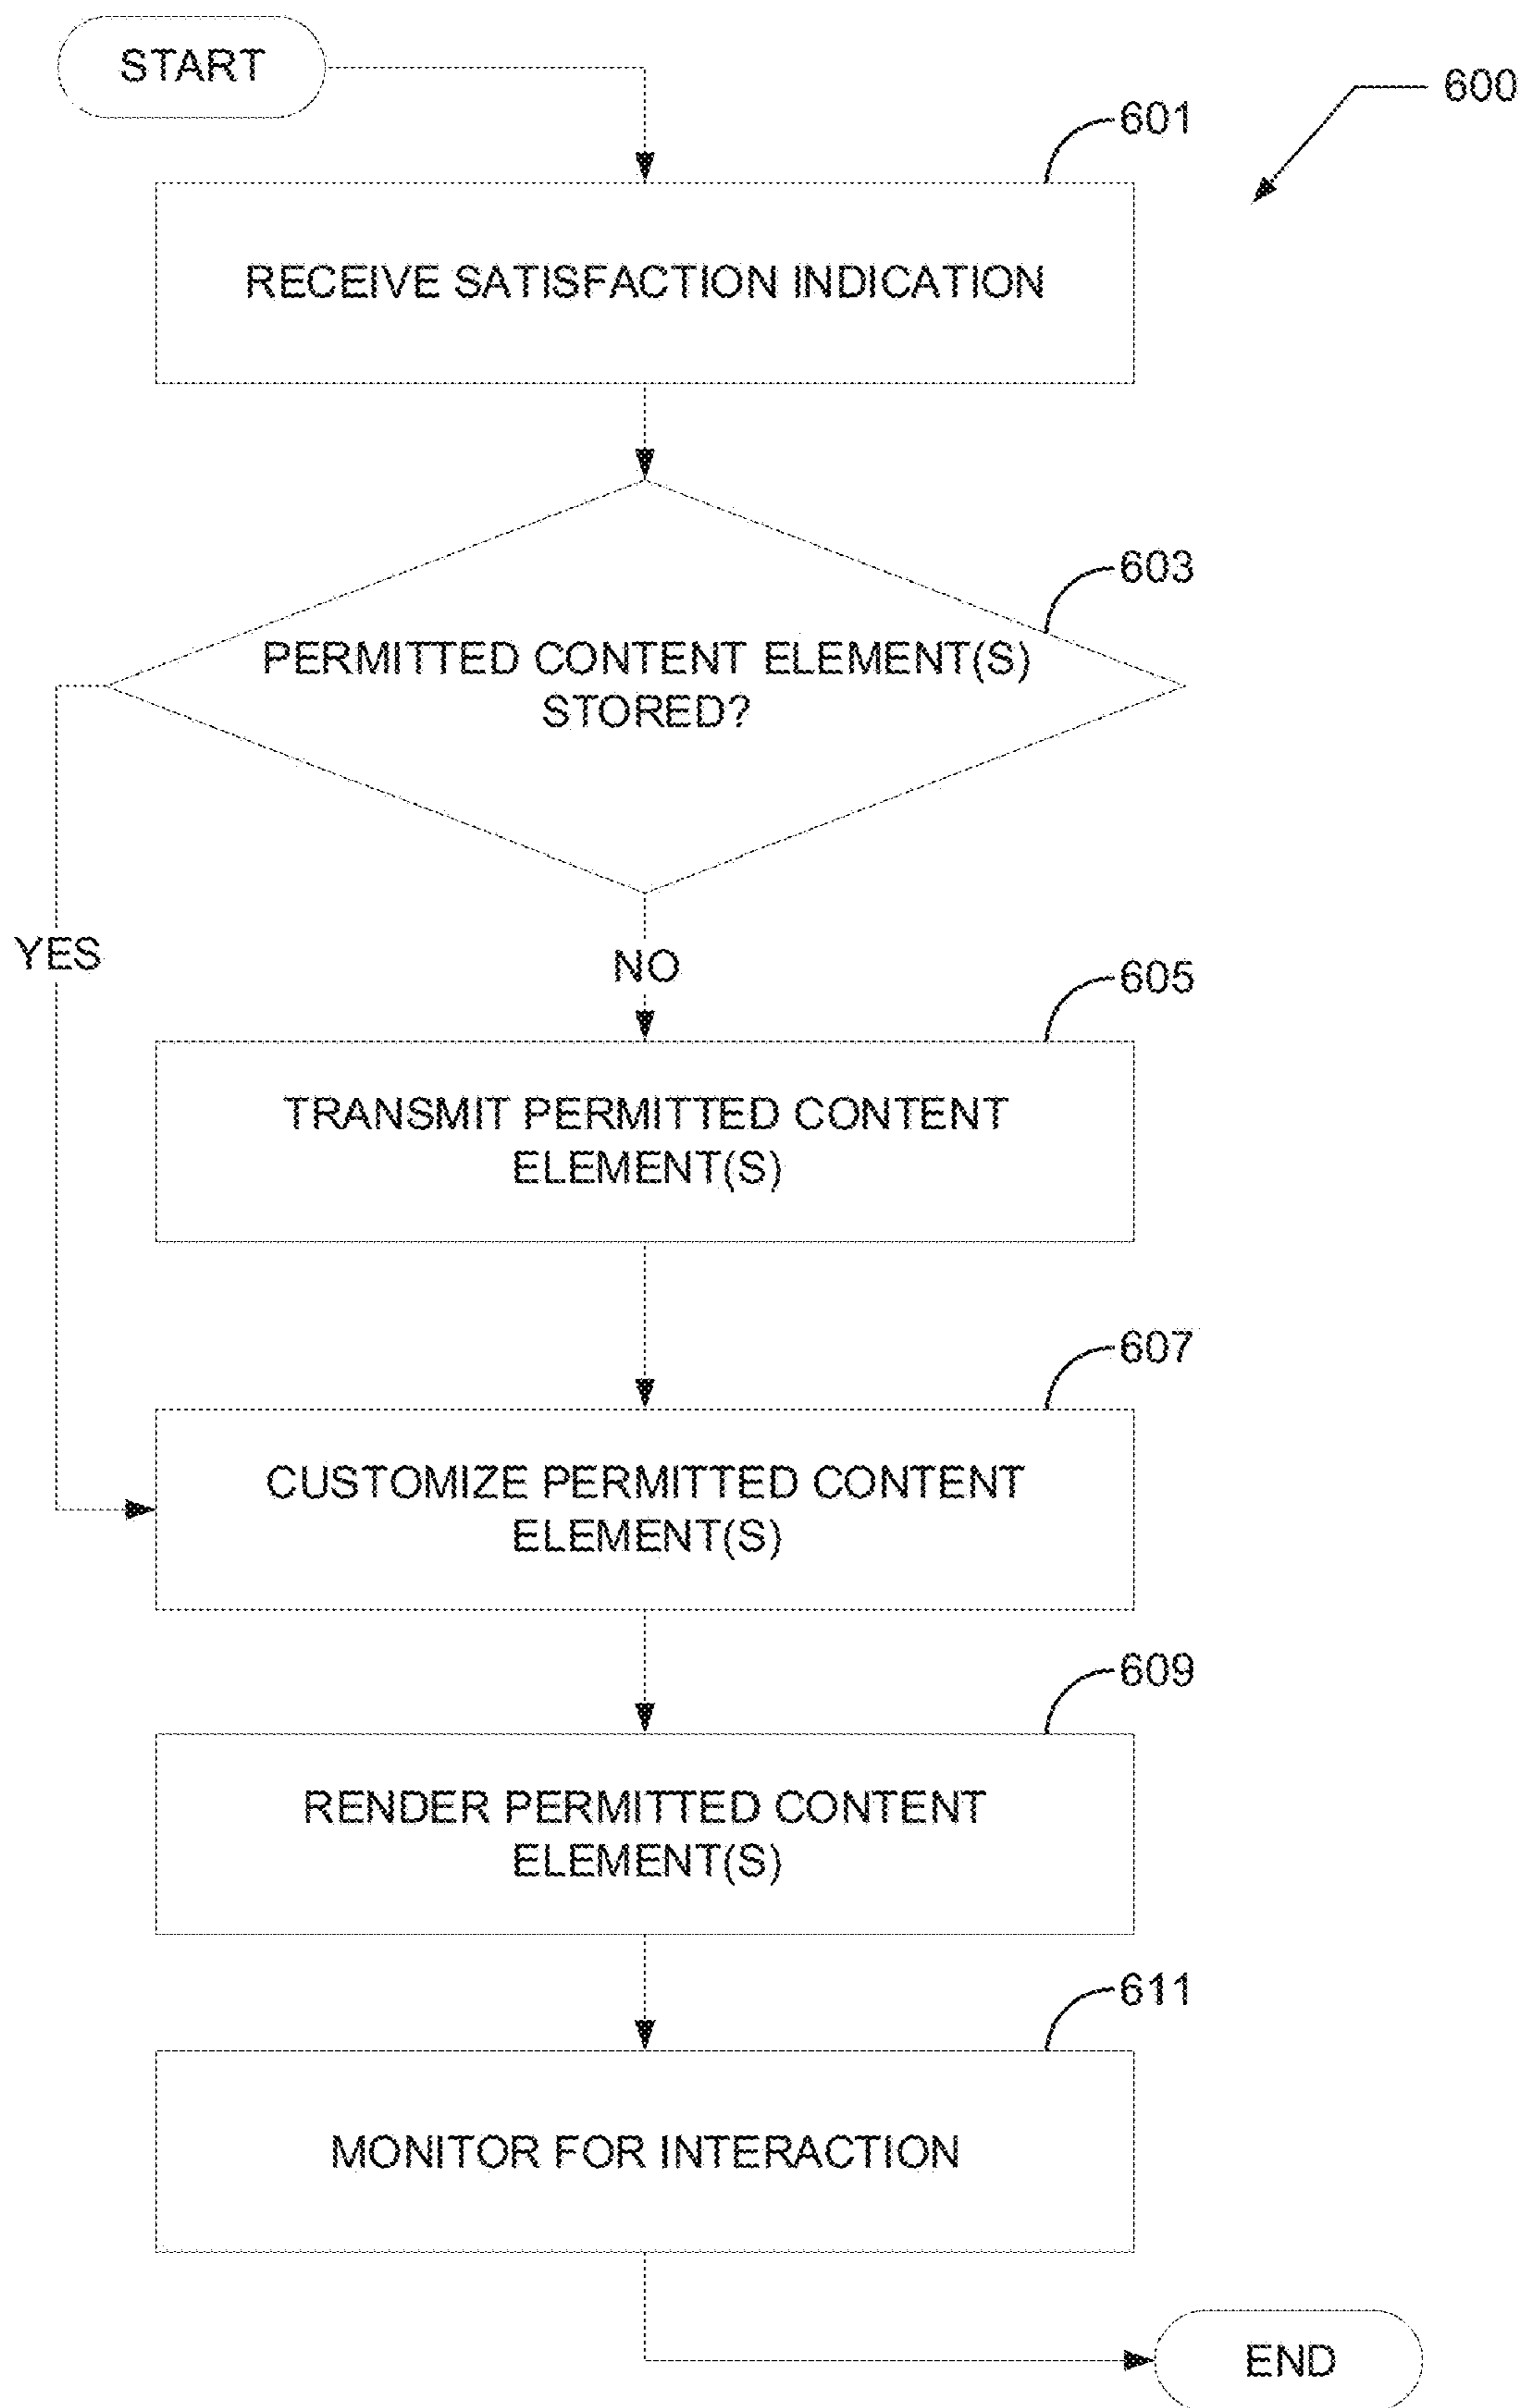 START
600
601
RECEIVE SATISFACTION INDICATION
603
PERMITTED CONTENT ELEMENT(S)
STORED?
YES
NO
605
TRANSMIT PERMITTED CONTENT
ELEMENT(S)
607
CUSTOMIZE PERMITTED CONTENT
ELEMENT(S)
609
RENDER PERMITTED CONTENT
ELEMENT(S)
611
MONITOR FOR INTERACTION
END